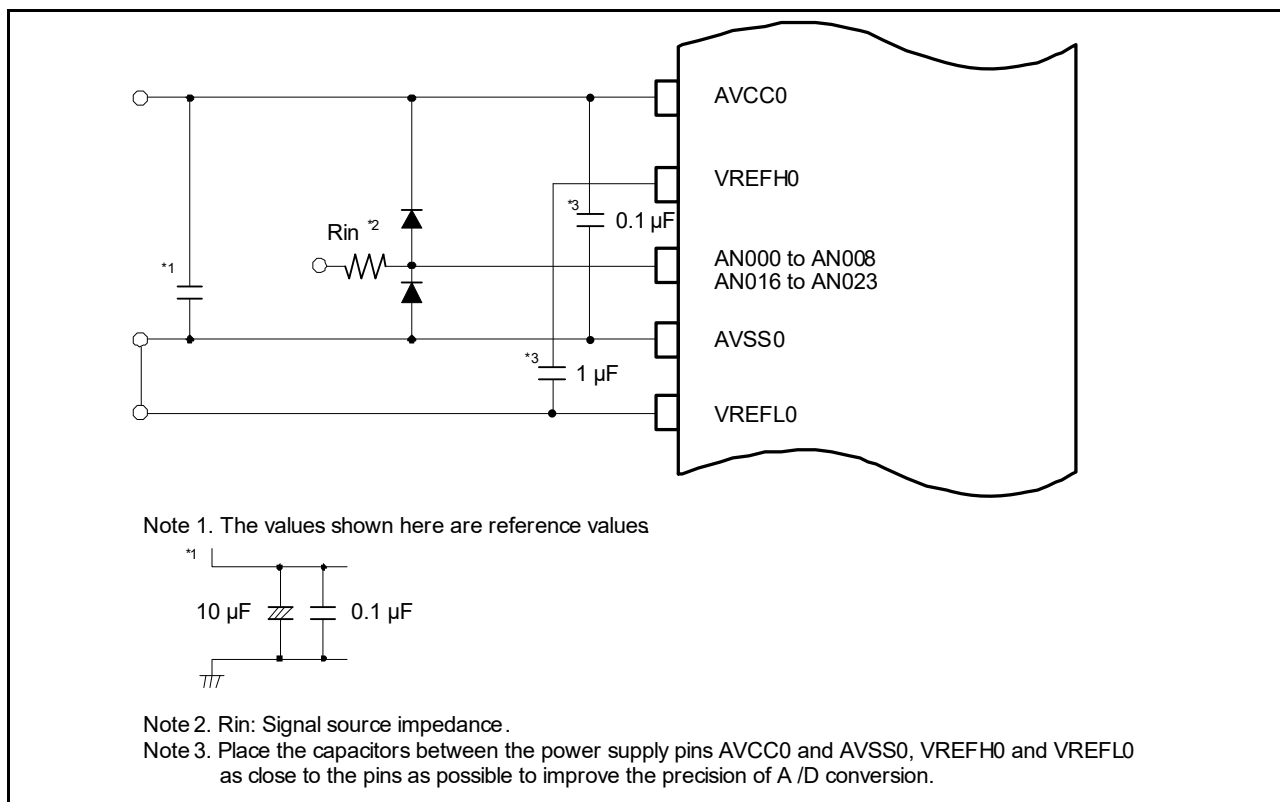 AVCC0
VREFH0
*3
0.1 µF
Rin *2
AN000 to AN008
AN016 to AN023
*1
AVSS0
*3
1 µF
VREFL0
Note 1. The values shown here are reference values.
*1
10 µF
0.1 µF
Note 2. Rin: Signal source impedance.
Note 3. Place the capacitors between the power supply pins AVCC0 and AVSS0, VREFH0 and VREFL0
as close to the pins as possible to improve the precision of A /D conversion.